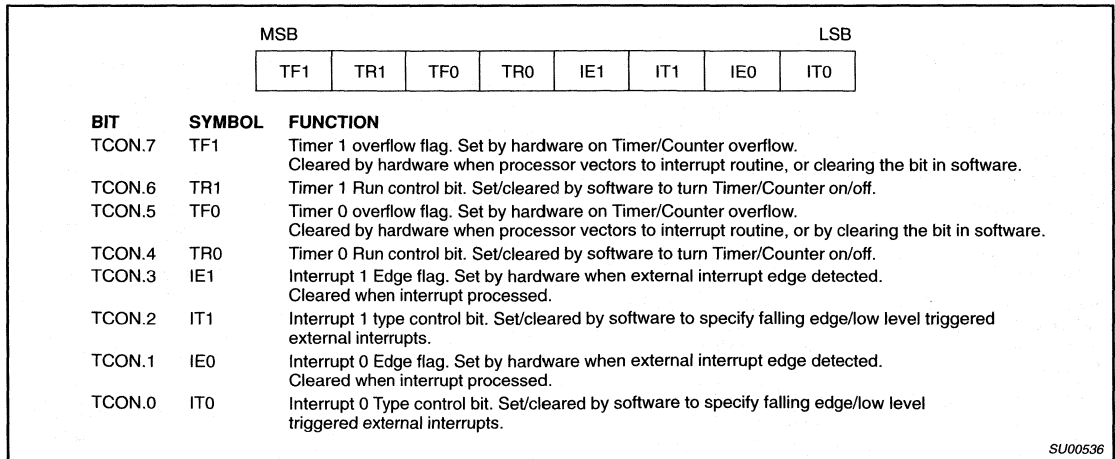 MSB LSB
TF1 TR1 TF0 TR0 IE1 IT1 IE0 IT0
BIT SYMBOL FUNCTION
TCON.7 TF1 Timer 1 overflow flag. Set by hardware on Timer/Counter overflow.
Cleared by hardware when processor vectors to interrupt routine, or clearing the bit in software.
TCON.6 TR1 Timer 1 Run control bit. Set/cleared by software to turn Timer/Counter on/off.
TCON.5 TF0 Timer 0 overflow flag. Set by hardware on Timer/Counter overflow.
Cleared by hardware when processor vectors to interrupt routine, or by clearing the bit in software.
TCON.4 TR0 Timer 0 Run control bit. Set/cleared by software to turn Timer/Counter on/off.
TCON.3 IE1 Interrupt 1 Edge flag. Set by hardware when external interrupt edge detected.
Cleared when interrupt processed.
TCON.2 IT1 Interrupt 1 type control bit. Set/cleared by software to specify falling edge/low level triggered
external interrupts.
TCON.1 IE0 Interrupt 0 Edge flag. Set by hardware when external interrupt edge detected.
Cleared when interrupt processed.
TCON.0 IT0 Interrupt 0 Type control bit. Set/cleared by software to specify falling edge/low level
triggered external interrupts.
SU00536